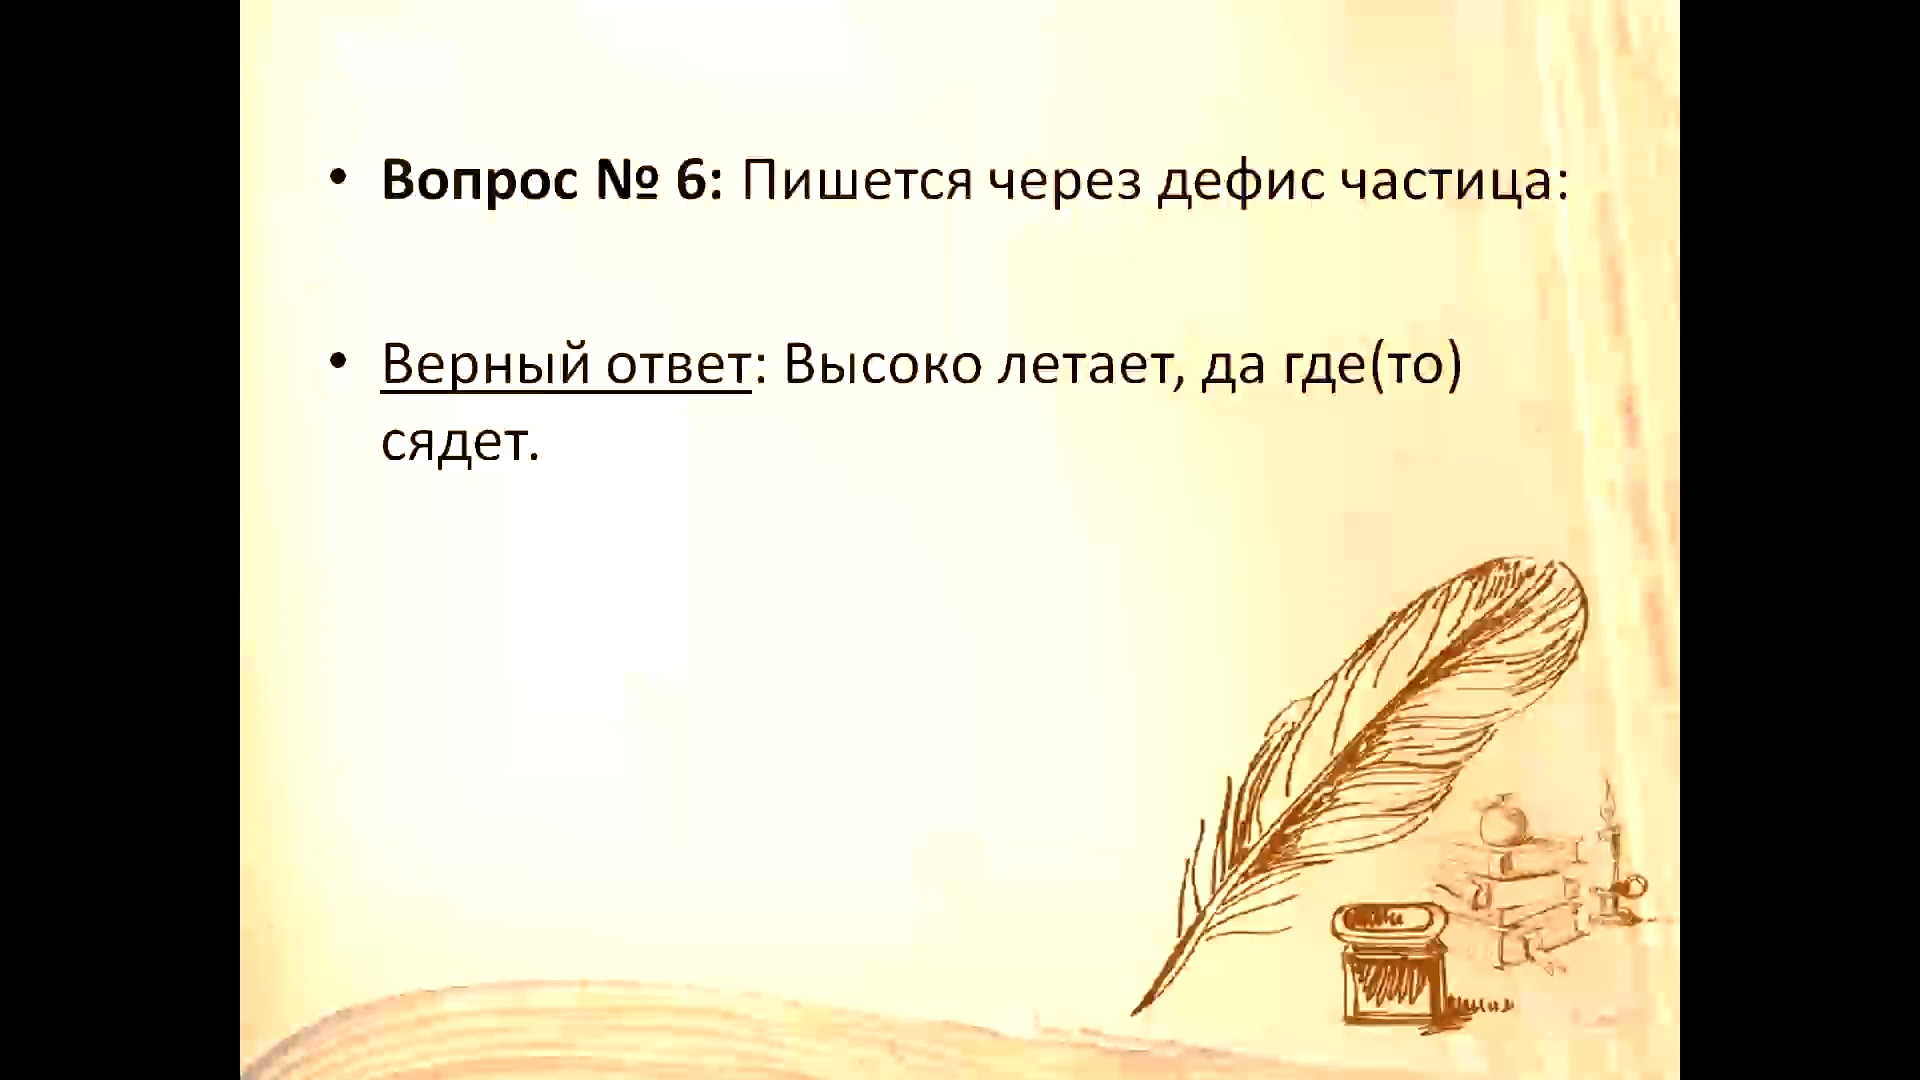 • Вопрос № 6: Пишется через дефис частица:
• Верный ответ: Высоко летает, да где(то)
сядет.